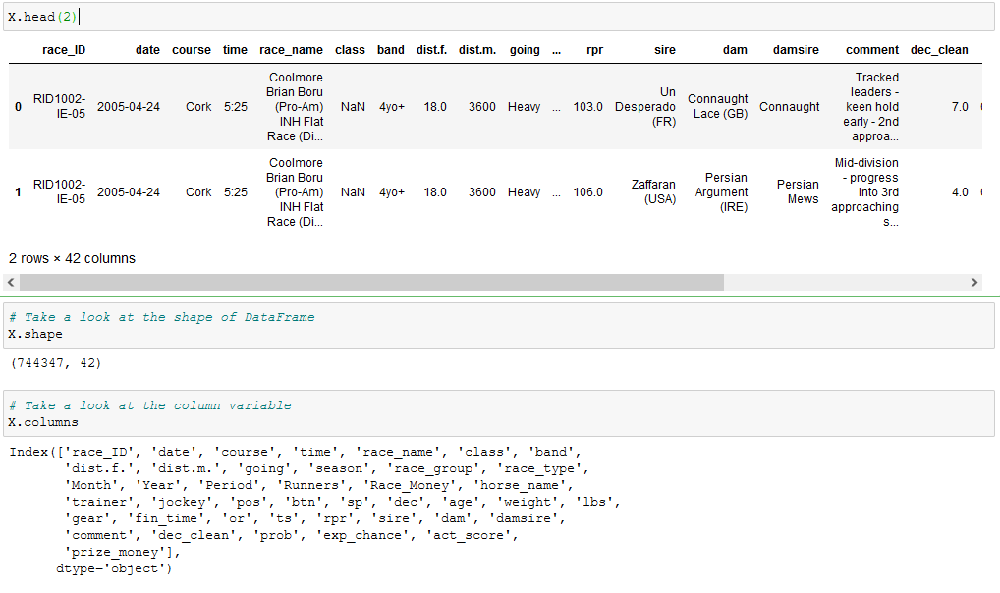 X.head(2)
race_ID date course time race_name class band dist.f. dist.m. going ... rpr sire dam damsire comment dec_clean
0 RID1002-IE-05 2005-04-24 Cork 5:25 Coolmore Brian Boru (Pro-Am) INH Flat Race (Di... NaN 4yo+ 18.0 3600 Heavy ... 103.0 Un Desperado (FR) Connaught Lace (GB) Connaught Tracked leaders - keen hold early - 2nd approa... 7.0
1 RID1002-IE-05 2005-04-24 Cork 5:25 Coolmore Brian Boru (Pro-Am) INH Flat Race (Di... NaN 4yo+ 18.0 3600 Heavy ... 106.0 Zaffaran (USA) Persian Argument (IRE) Persian Mews Mid-division - progress into 3rd approaching s... 4.0
2 rows × 42 columns
# Take a look at the shape of DataFrame
X.shape
(744347, 42)
# Take a look at the column variable
X.columns
Index(['race_ID', 'date', 'course', 'time', 'race_name', 'class', 'band',
'dist.f.', 'dist.m.', 'going', 'season', 'race_group', 'race_type',
'Month', 'Year', 'Period', 'Runners', 'Race_Money', 'horse_name',
'trainer', 'jockey', 'pos', 'btn', 'sp', 'dec', 'age', 'weight', 'lbs',
'gear', 'fin_time', 'or', 'ts', 'rpr', 'sire', 'dam', 'damsire',
'comment', 'dec_clean', 'prob', 'exp_chance', 'act_score',
'prize_money'],
dtype='object')